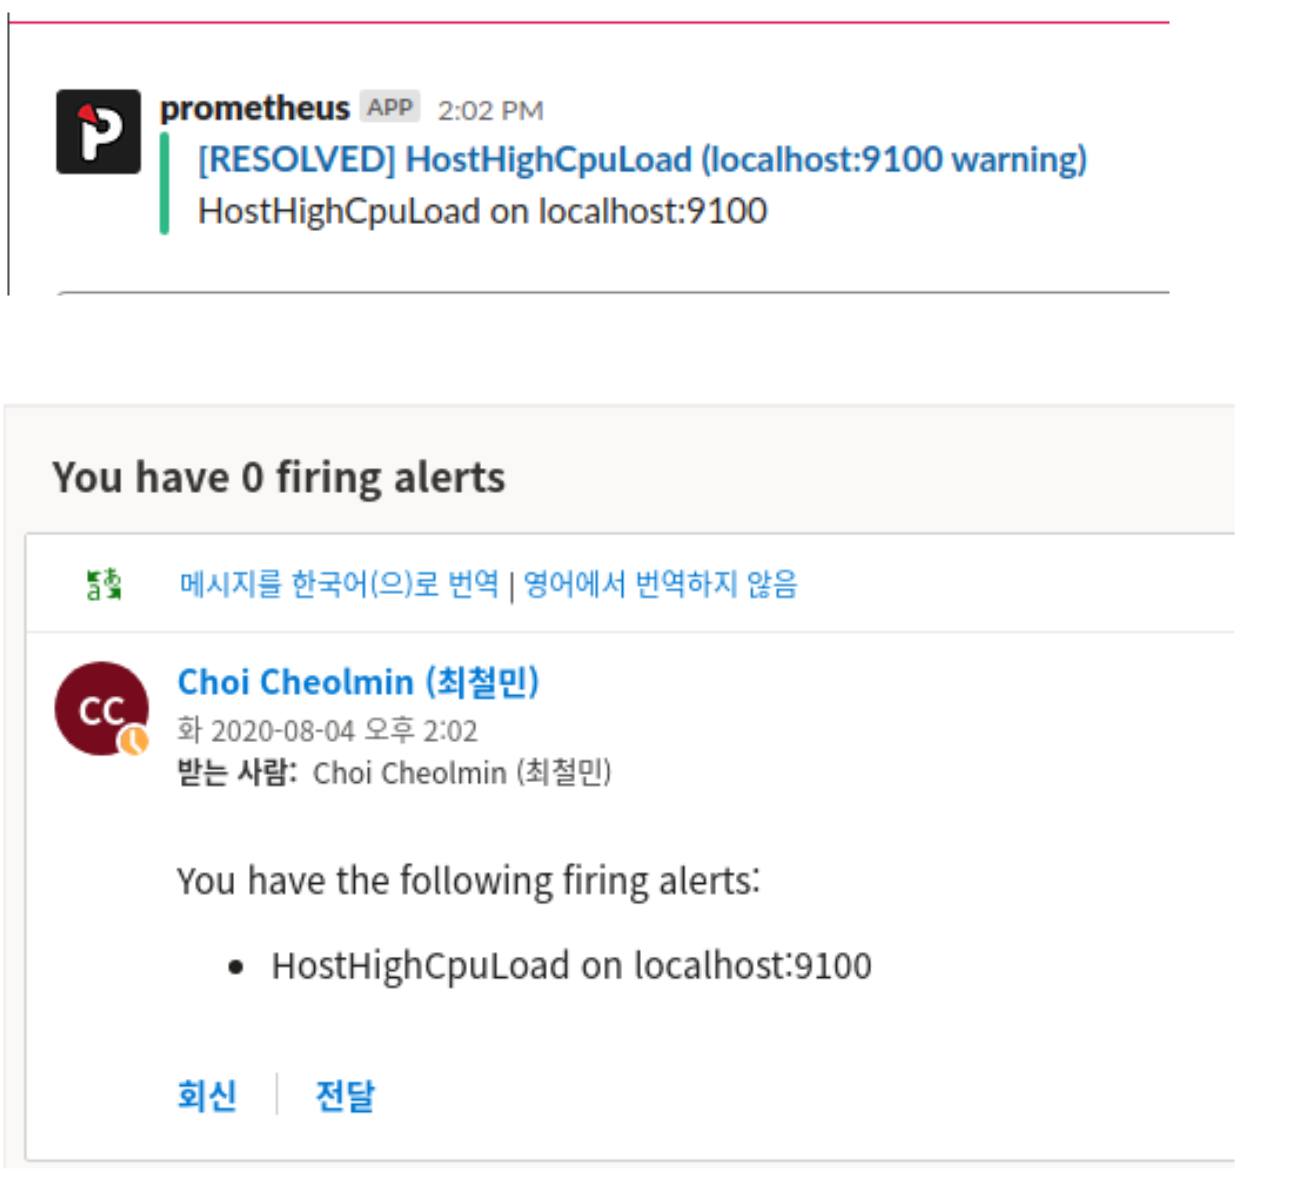 prometheus APP 2:02 PM
[RESOLVED] HostHighCpuLoad (localhost:9100 warning)
HostHighCpuLoad on localhost:9100
You have 0 firing alerts
메시지를 한국어(으)로 번역 | 영어에서 번역하지 않음
Choi Cheolmin (최철민)
CC
화 2020-08-04 오후 2:02
받는 사람: Choi Cheolmin (최철민)
You have the following firing alerts:
• HostHighCpuLoad on localhost:9100
회신 | 전달